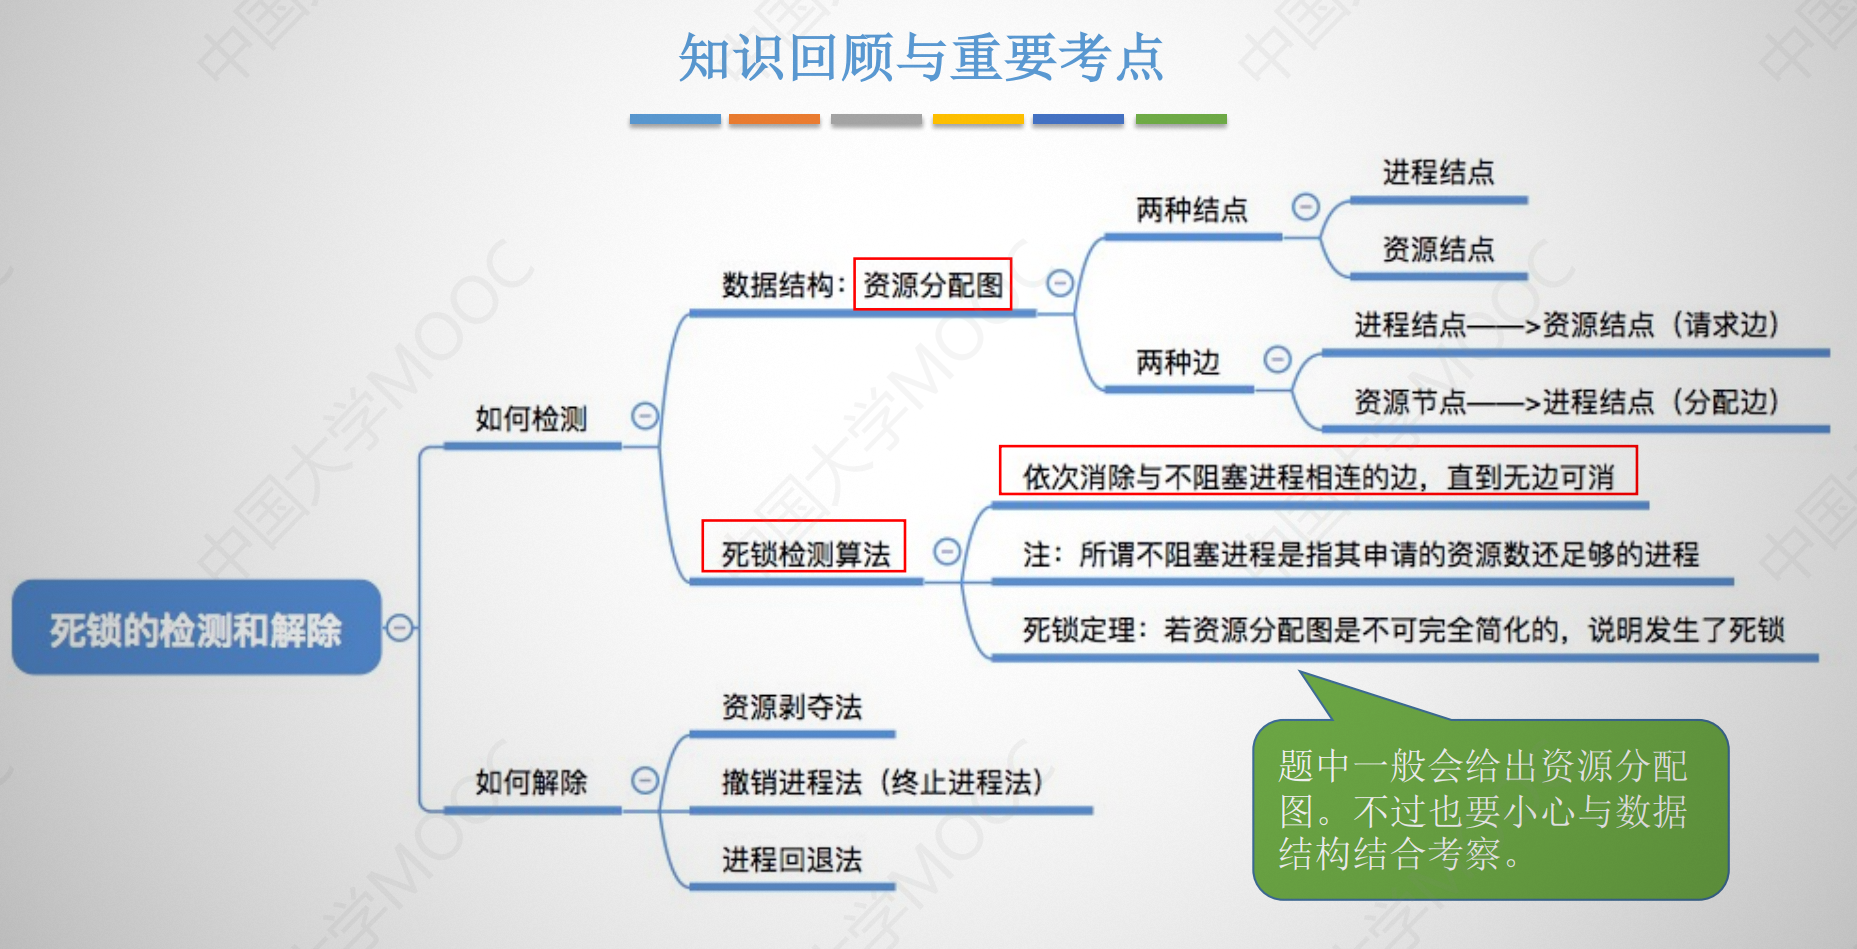 知识回顾与重要考点
进程结点
两种结点
资源结点
数据结构：资源分配图
进程结点——>资源结点（请求边）
两种边
资源节点——>进程结点（分配边）
如何检测
依次消除与不阻塞进程相连的边，直到无边可消
死锁检测算法
注：所谓不阻塞进程是指其申请的资源数还足够的进程
死锁定理：若资源分配图是不可完全简化的，说明发生了死锁
死锁的检测和解除
资源剥夺法
如何解除
撤销进程法（终止进程法）
进程回退法
题中一般会给出资源分配
图。不过也要小心与数据
结构结合考察。
中国大学MOOC